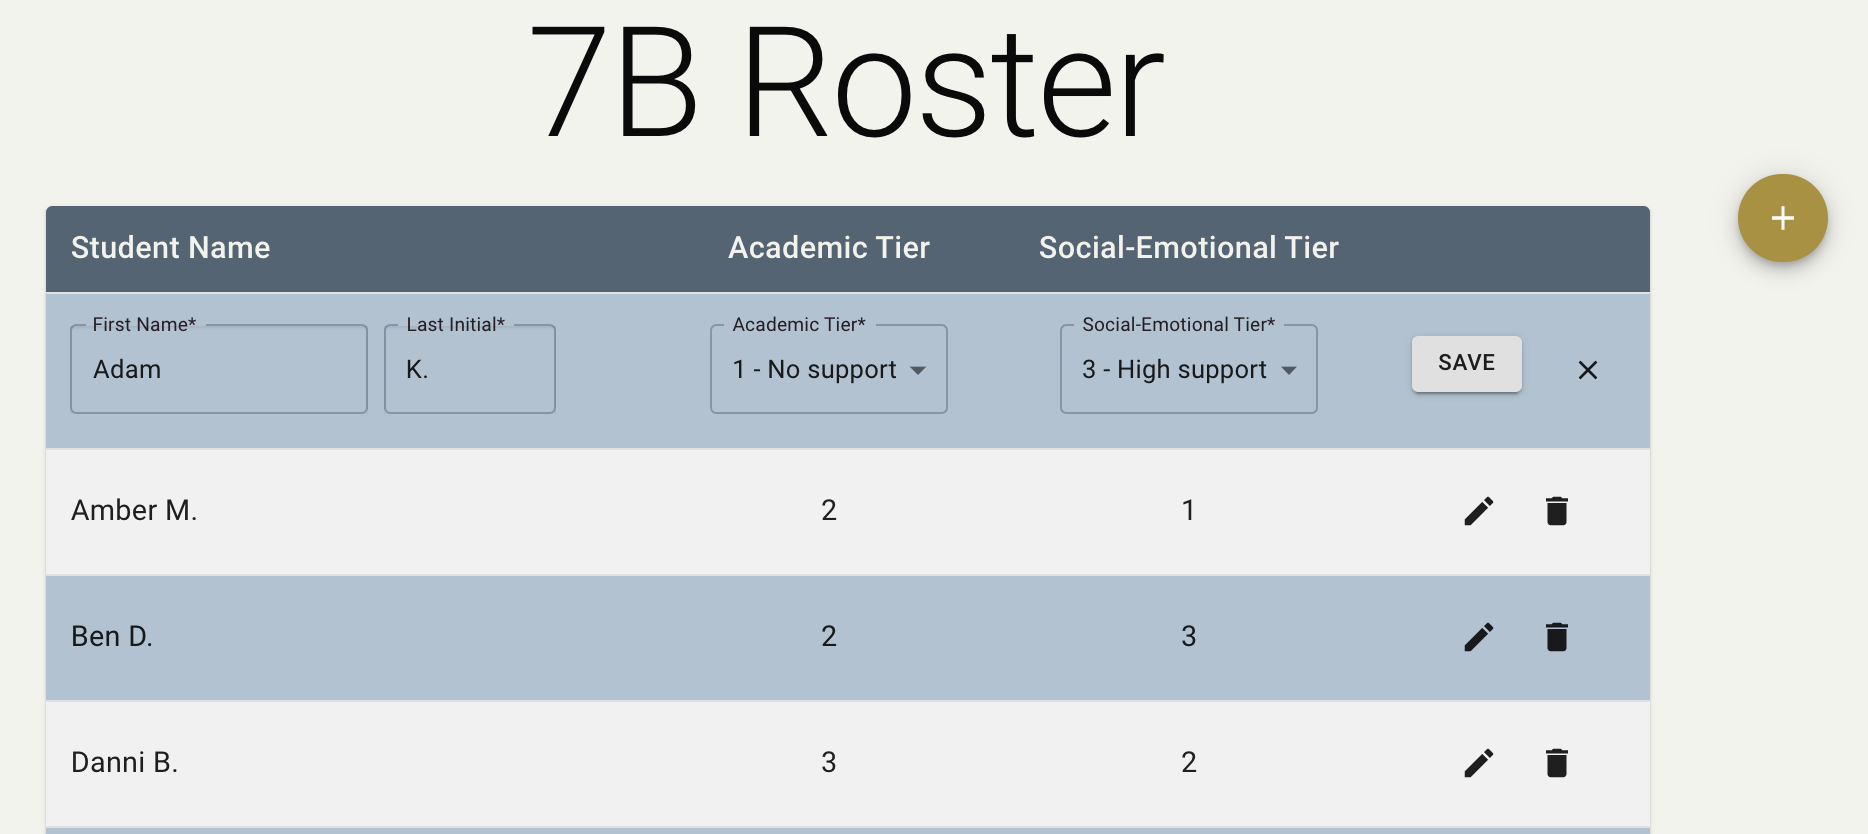 7B Roster
+
Student Name Academic Tier Social-Emotional Tier
First Name* Last Initial* Academic Tier* Social-Emotional Tier*
Adam K. 1 - No support 3 - High support SAVE
Amber M. 2 1
Ben D. 2 3
Danni B. 3 2